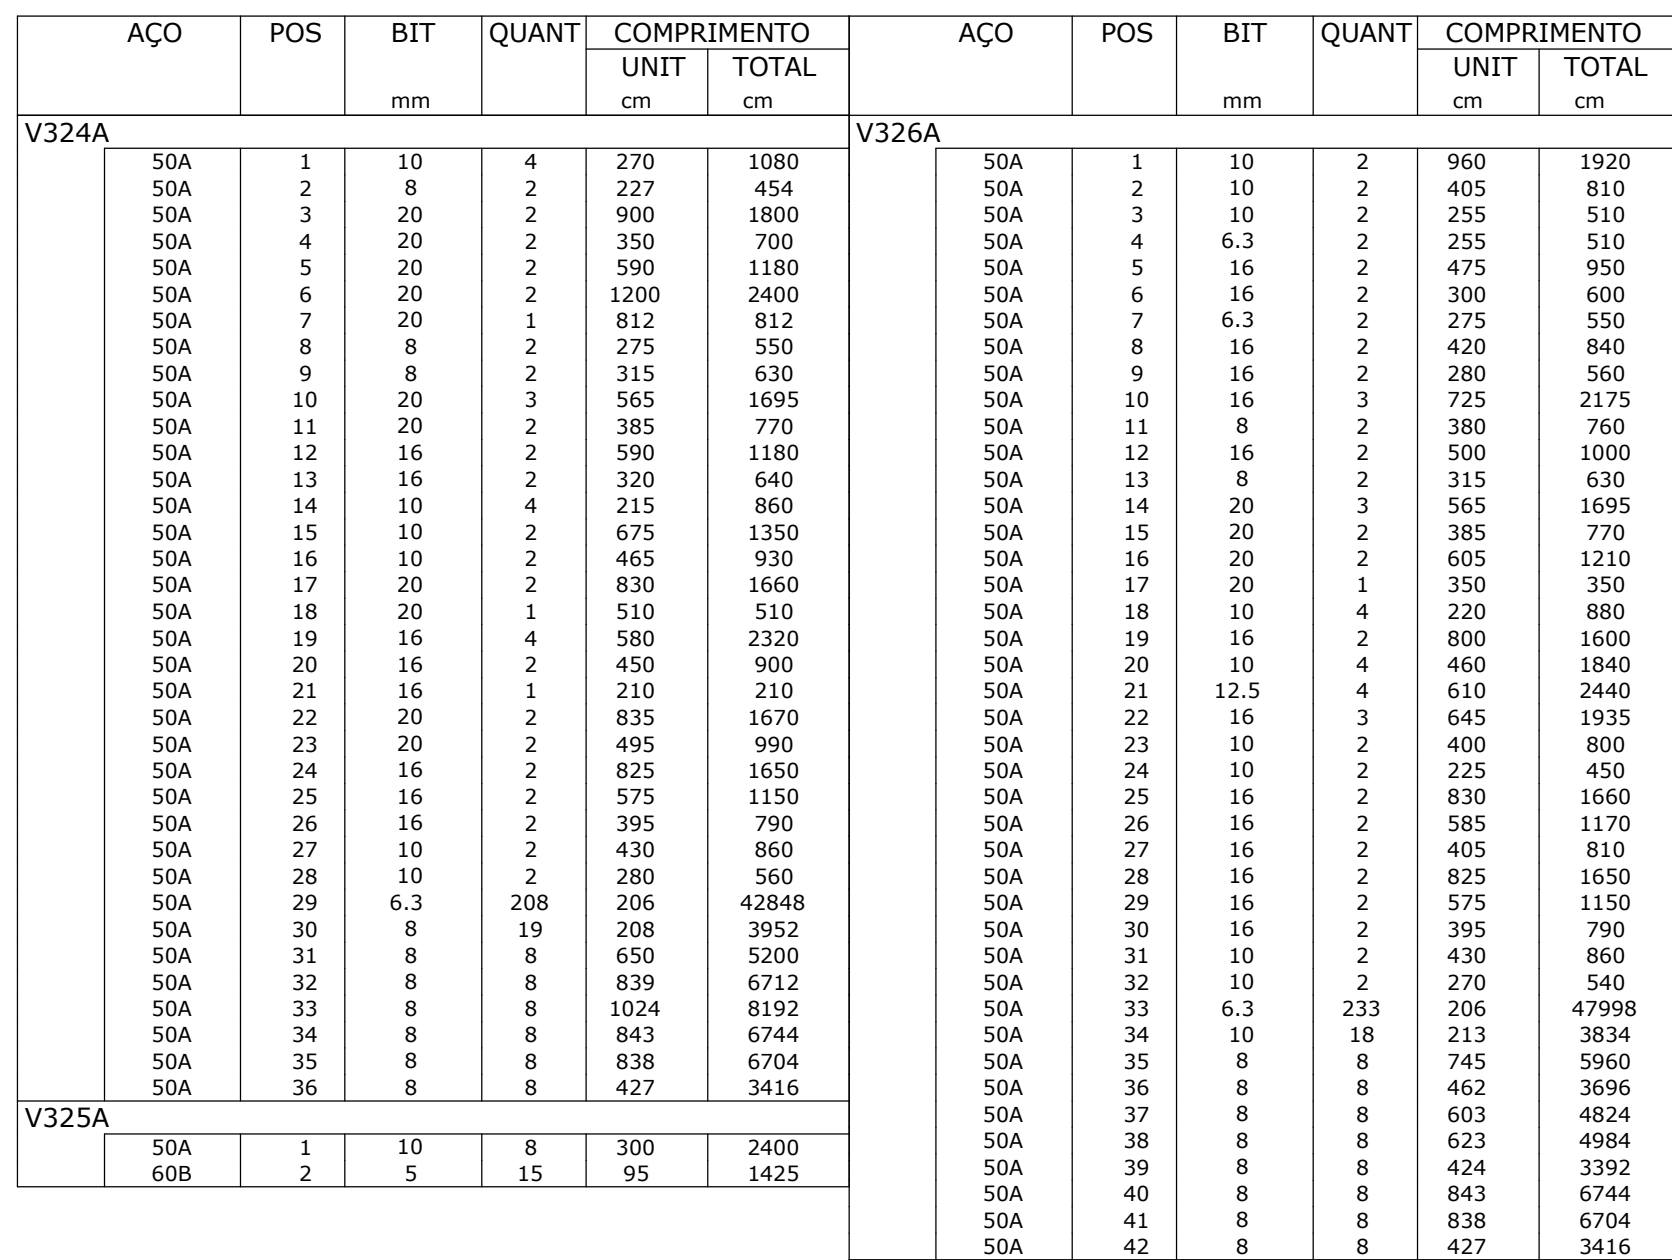 AÇO POS BIT QUANT COMPRIMENTO
UNIT TOTAL
mm cm cm
V324A
50A 1 10 4 270 1080
50A 2 8 2 227 454
50A 3 20 2 900 1800
50A 4 20 2 350 700
50A 5 20 2 590 1180
50A 6 20 2 1200 2400
50A 7 20 1 812 812
50A 8 8 2 275 550
50A 9 8 2 315 630
50A 10 20 3 565 1695
50A 11 20 2 385 770
50A 12 16 2 590 1180
50A 13 16 2 320 640
50A 14 10 4 215 860
50A 15 10 2 675 1350
50A 16 10 2 465 930
50A 17 20 2 830 1660
50A 18 20 1 510 510
50A 19 16 4 580 2320
50A 20 16 2 450 900
50A 21 16 1 210 210
50A 22 20 2 835 1670
50A 23 20 2 495 990
50A 24 16 2 825 1650
50A 25 16 2 575 1150
50A 26 16 2 395 790
50A 27 10 2 430 860
50A 28 10 2 280 560
50A 29 6.3 208 206 42848
50A 30 8 19 208 3952
50A 31 8 8 650 5200
50A 32 8 8 839 6712
50A 33 8 8 1024 8192
50A 34 8 8 843 6744
50A 35 8 8 838 6704
50A 36 8 8 427 3416
V325A
50A 1 10 8 300 2400
60B 2 5 15 95 1425
AÇO POS BIT QUANT COMPRIMENTO
UNIT TOTAL
mm cm cm
V326A
50A 1 10 2 960 1920
50A 2 10 2 405 810
50A 3 10 2 255 510
50A 4 6.3 2 255 510
50A 5 16 2 475 950
50A 6 16 2 300 600
50A 7 6.3 2 275 550
50A 8 16 2 420 840
50A 9 16 2 280 560
50A 10 16 3 725 2175
50A 11 8 2 380 760
50A 12 16 2 500 1000
50A 13 8 2 315 630
50A 14 20 3 565 1695
50A 15 20 2 385 770
50A 16 20 2 605 1210
50A 17 20 1 350 350
50A 18 10 4 220 880
50A 19 16 2 800 1600
50A 20 10 4 460 1840
50A 21 12.5 4 610 2440
50A 22 16 3 645 1935
50A 23 10 2 400 800
50A 24 10 2 225 450
50A 25 16 2 830 1660
50A 26 16 2 585 1170
50A 27 16 2 405 810
50A 28 16 2 825 1650
50A 29 16 2 575 1150
50A 30 16 2 395 790
50A 31 10 2 430 860
50A 32 10 2 270 540
50A 33 6.3 233 206 47998
50A 34 10 18 213 3834
50A 35 8 8 745 5960
50A 36 8 8 462 3696
50A 37 8 8 603 4824
50A 38 8 8 623 4984
50A 39 8 8 424 3392
50A 40 8 8 843 6744
50A 41 8 8 838 6704
50A 42 8 8 427 3416